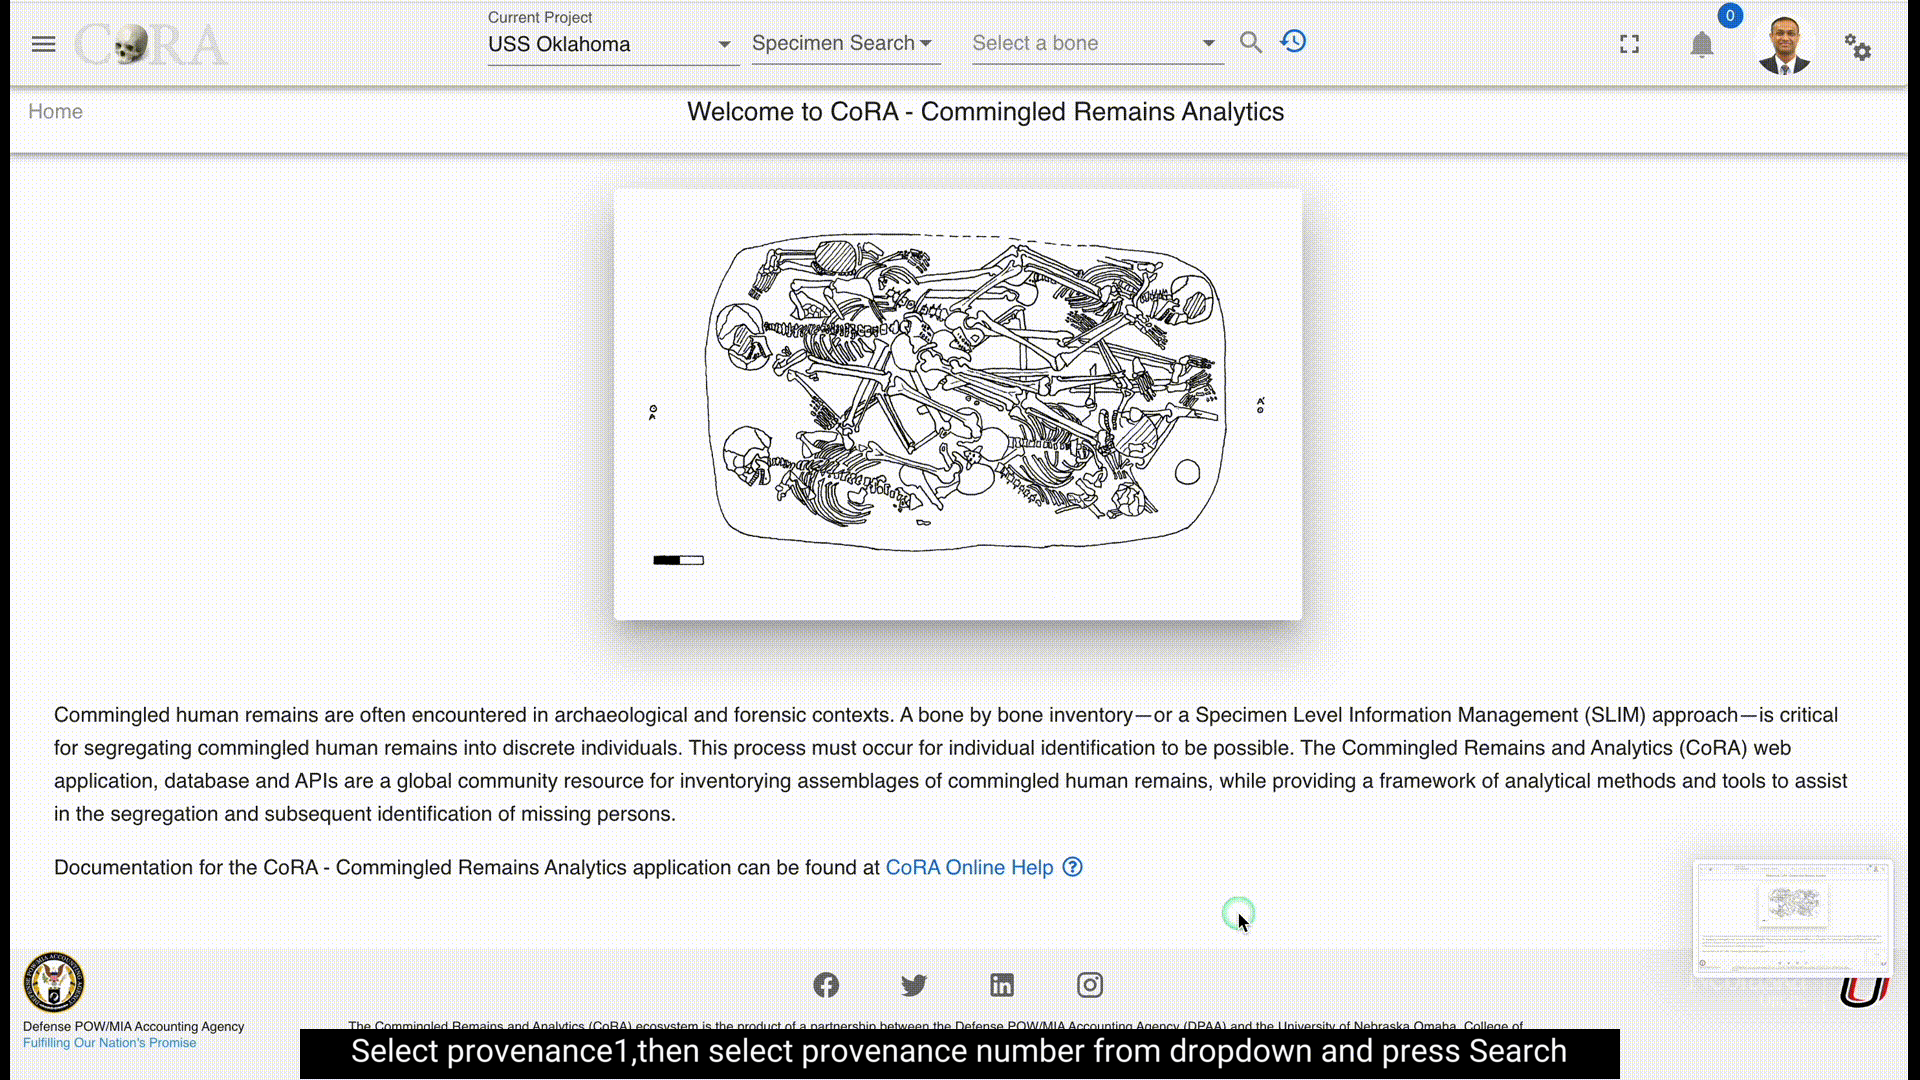 Current Project
CoRA
USS Oklahoma
Specimen Search
Select a bone
0
Home
Welcome to CoRA - Commingled Remains Analytics
Commingled human remains are often encountered in archaeological and forensic contexts. A bone by bone inventory—or a Specimen Level Information Management (SLIM) approach—is critical
for segregating commingled human remains into discrete individuals. This process must occur for individual identification to be possible. The Commingled Remains and Analytics (CoRA) web
application, database and APIs are a global community resource for inventorying assemblages of commingled human remains, while providing a framework of analytical methods and tools to assist
in the segregation and subsequent identification of missing persons.
Documentation for the CoRA - Commingled Remains Analytics application can be found at CoRA Online Help
Defense POW/MIA Accounting Agency
Fulfilling Our Nation's Promise
The Commingled Remains and Analytics (CoRA) ecosystem is the product of a partnership between the Defense POW/MIA Accounting Agency (DPAA) and the University of Nebraska Omaha, College of
Select provenance1,then select provenance number from dropdown and press Search